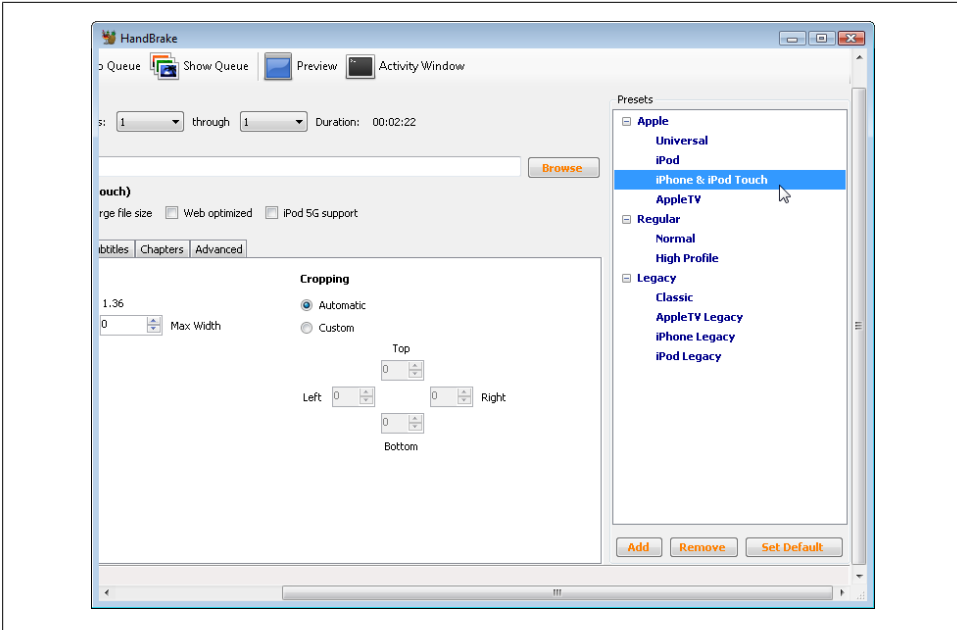 HandBrake
o Queue Show Queue Preview Activity Window
s: 1 through 1 Duration: 00:02:22
Browse
ouch)
rge file size Web optimized iPod 5G support
ubtitles Chapters Advanced
1.36
0 Max Width
Cropping
Automatic
Custom
Top
0
Left 0 0 Right
0
Bottom
Presets
Apple
Universal
iPod
iPhone & iPod Touch
AppleTV
Regular
Normal
High Profile
Legacy
Classic
AppleTV Legacy
iPhone Legacy
iPod Legacy
Add Remove Set Default